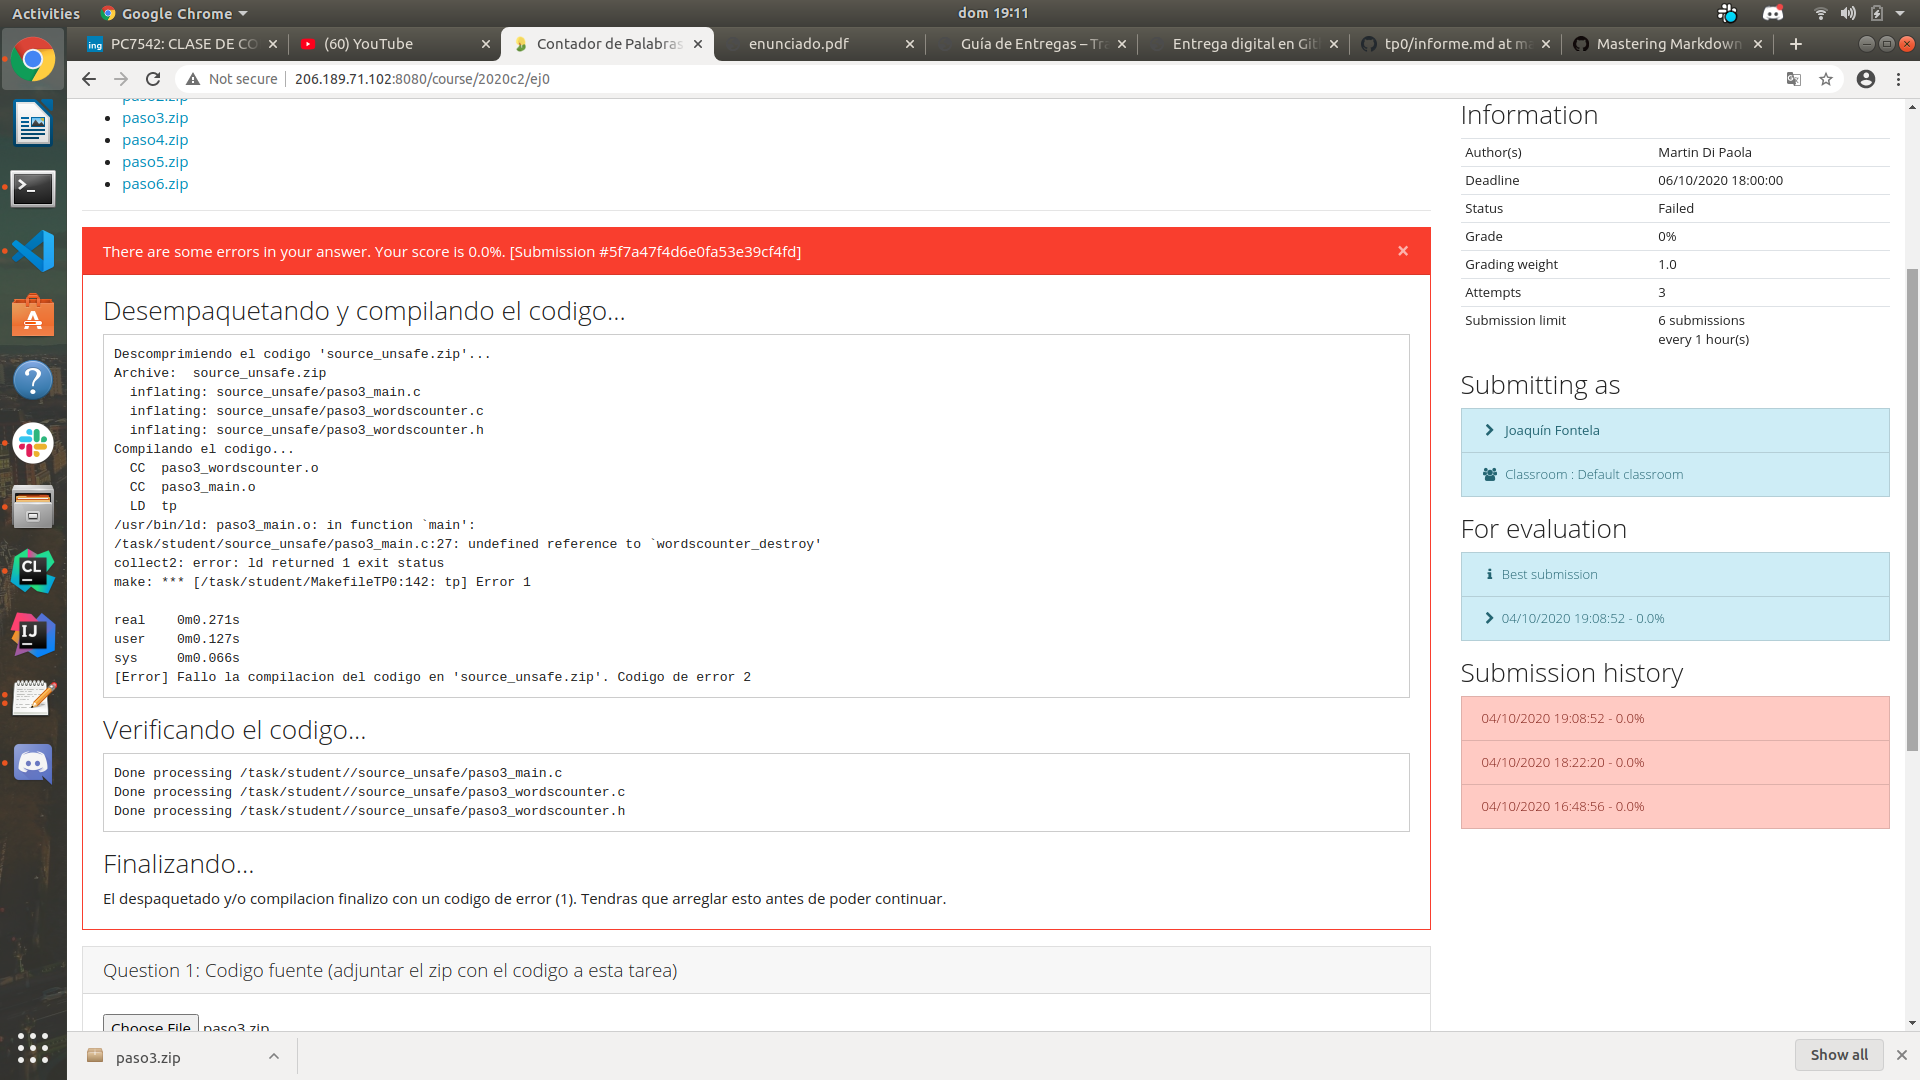 Activities
Google Chrome
dom 19:11
PC7542: CLASE DE CO
(60) YouTube
Contador de Palabras
enunciado.pdf
Guía de Entregas – Tra
Entrega digital en Git
tp0/informe.md at ma
Mastering Markdown
Not secure
206.189.71.102:8080/course/2020c2/ej0
paso2.zip
paso3.zip
paso4.zip
paso5.zip
paso6.zip
There are some errors in your answer. Your score is 0.0%. [Submission #5f7a47f4d6e0fa53e39cf4fd]
Desempaquetando y compilando el codigo...
Descomprimiendo el codigo 'source_unsafe.zip'...
Archive:  source_unsafe.zip
  inflating: source_unsafe/paso3_main.c
  inflating: source_unsafe/paso3_wordscounter.c
  inflating: source_unsafe/paso3_wordscounter.h
Compilando el codigo...
  CC  paso3_wordscounter.o
  CC  paso3_main.o
  LD  tp
/usr/bin/ld: paso3_main.o: in function `main':
/task/student/source_unsafe/paso3_main.c:27: undefined reference to `wordscounter_destroy'
collect2: error: ld returned 1 exit status
make: *** [/task/student/MakefileTP0:142: tp] Error 1
real    0m0.271s
user    0m0.127s
sys     0m0.066s
[Error] Fallo la compilacion del codigo en 'source_unsafe.zip'. Codigo de error 2
Verificando el codigo...
Done processing /task/student//source_unsafe/paso3_main.c
Done processing /task/student//source_unsafe/paso3_wordscounter.c
Done processing /task/student//source_unsafe/paso3_wordscounter.h
Finalizando...
El despaquetado y/o compilacion finalizo con un codigo de error (1). Tendras que arreglar esto antes de poder continuar.
Question 1: Codigo fuente (adjuntar el zip con el codigo a esta tarea)
Choose File paso3.zip
Information
Author(s) Martin Di Paola
Deadline 06/10/2020 18:00:00
Status Failed
Grade 0%
Grading weight 1.0
Attempts 3
Submission limit 6 submissions
every 1 hour(s)
Submitting as
Joaquín Fontela
Classroom : Default classroom
For evaluation
Best submission
04/10/2020 19:08:52 - 0.0%
Submission history
04/10/2020 19:08:52 - 0.0%
04/10/2020 18:22:20 - 0.0%
04/10/2020 16:48:56 - 0.0%
paso3.zip
Show all